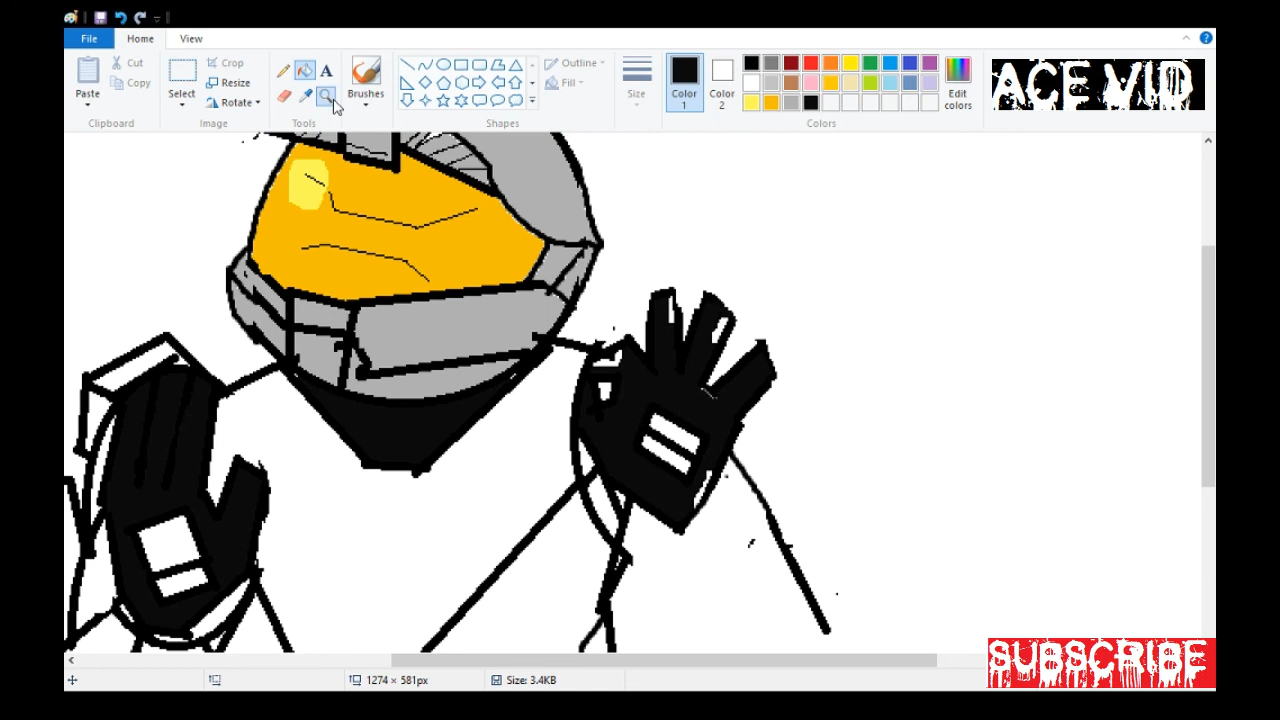 File Home View
Paste Cut Copy Clipboard
Select Crop Resize Rotate Image
Tools
Brushes
Shapes Outline Fill
Size
Color 1
Color 2
Edit colors
Colors
ACE VID
A
1274 × 581px
Size: 3.4KB
SUBSCRIBE